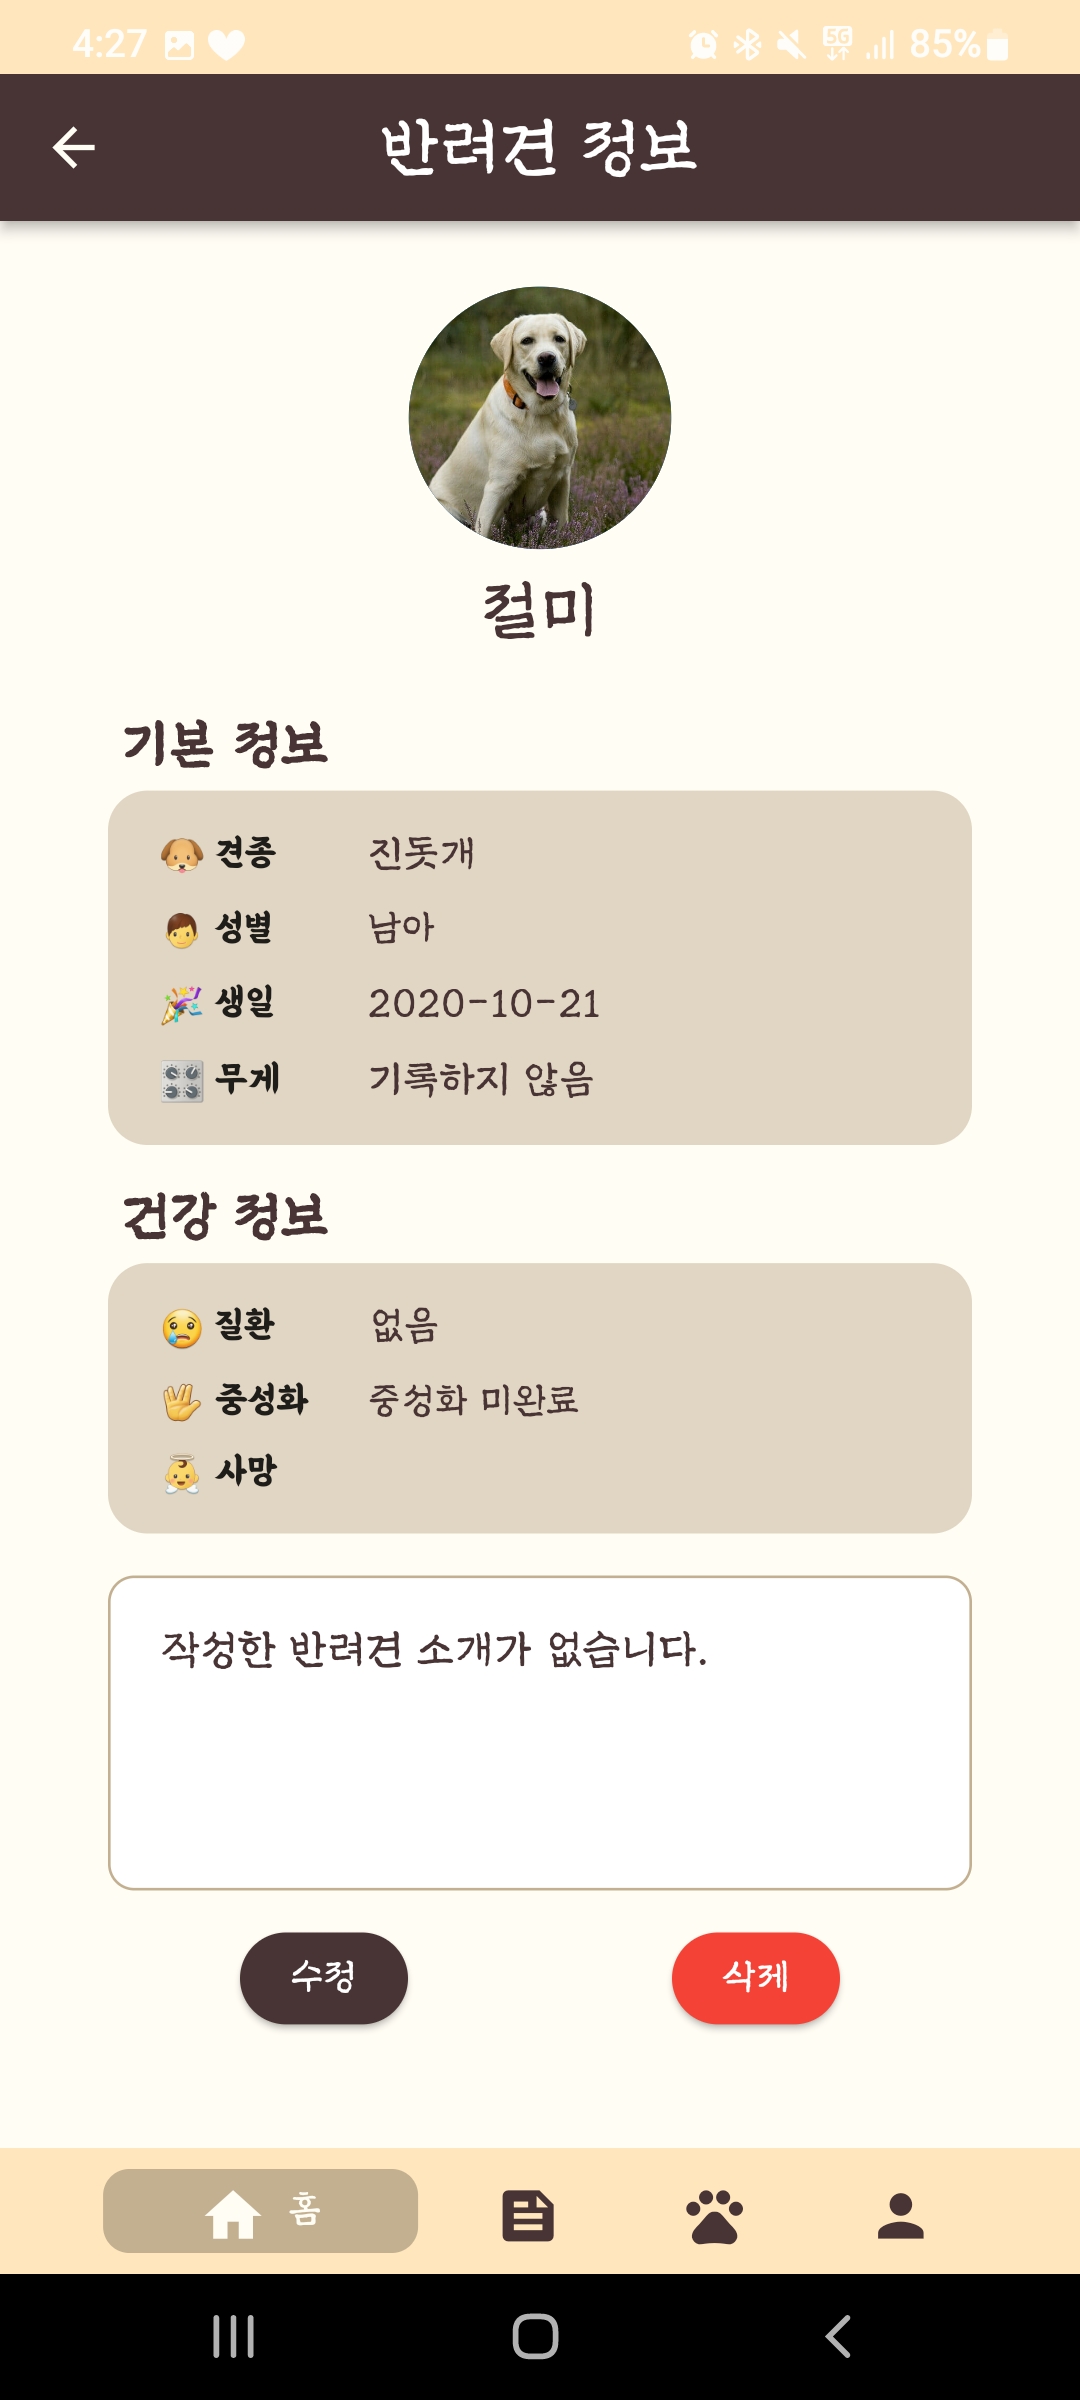 4:27 5G 85%
반려견 정보
절미
기본 정보
견종 진돗개
성별 남아
생일 2020-10-21
무게 기록하지 않음
건강 정보
질환 없음
중성화 중성화 미완료
사망
작성한 반려견 소개가 없습니다.
수정 삭제
홈